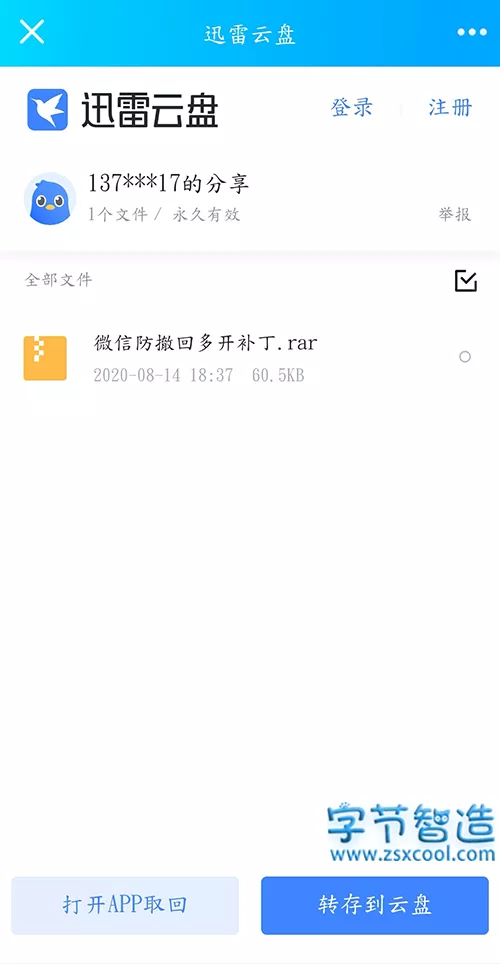 迅雷云盘
迅雷云盘 登录 注册
137***17的分享
1个文件 / 永久有效 举报
全部文件
微信防撤回多开补丁.rar
2020-08-14 18:37 60.5KB
字节智造
www.zsxcool.com
打开APP取回 转存到云盘